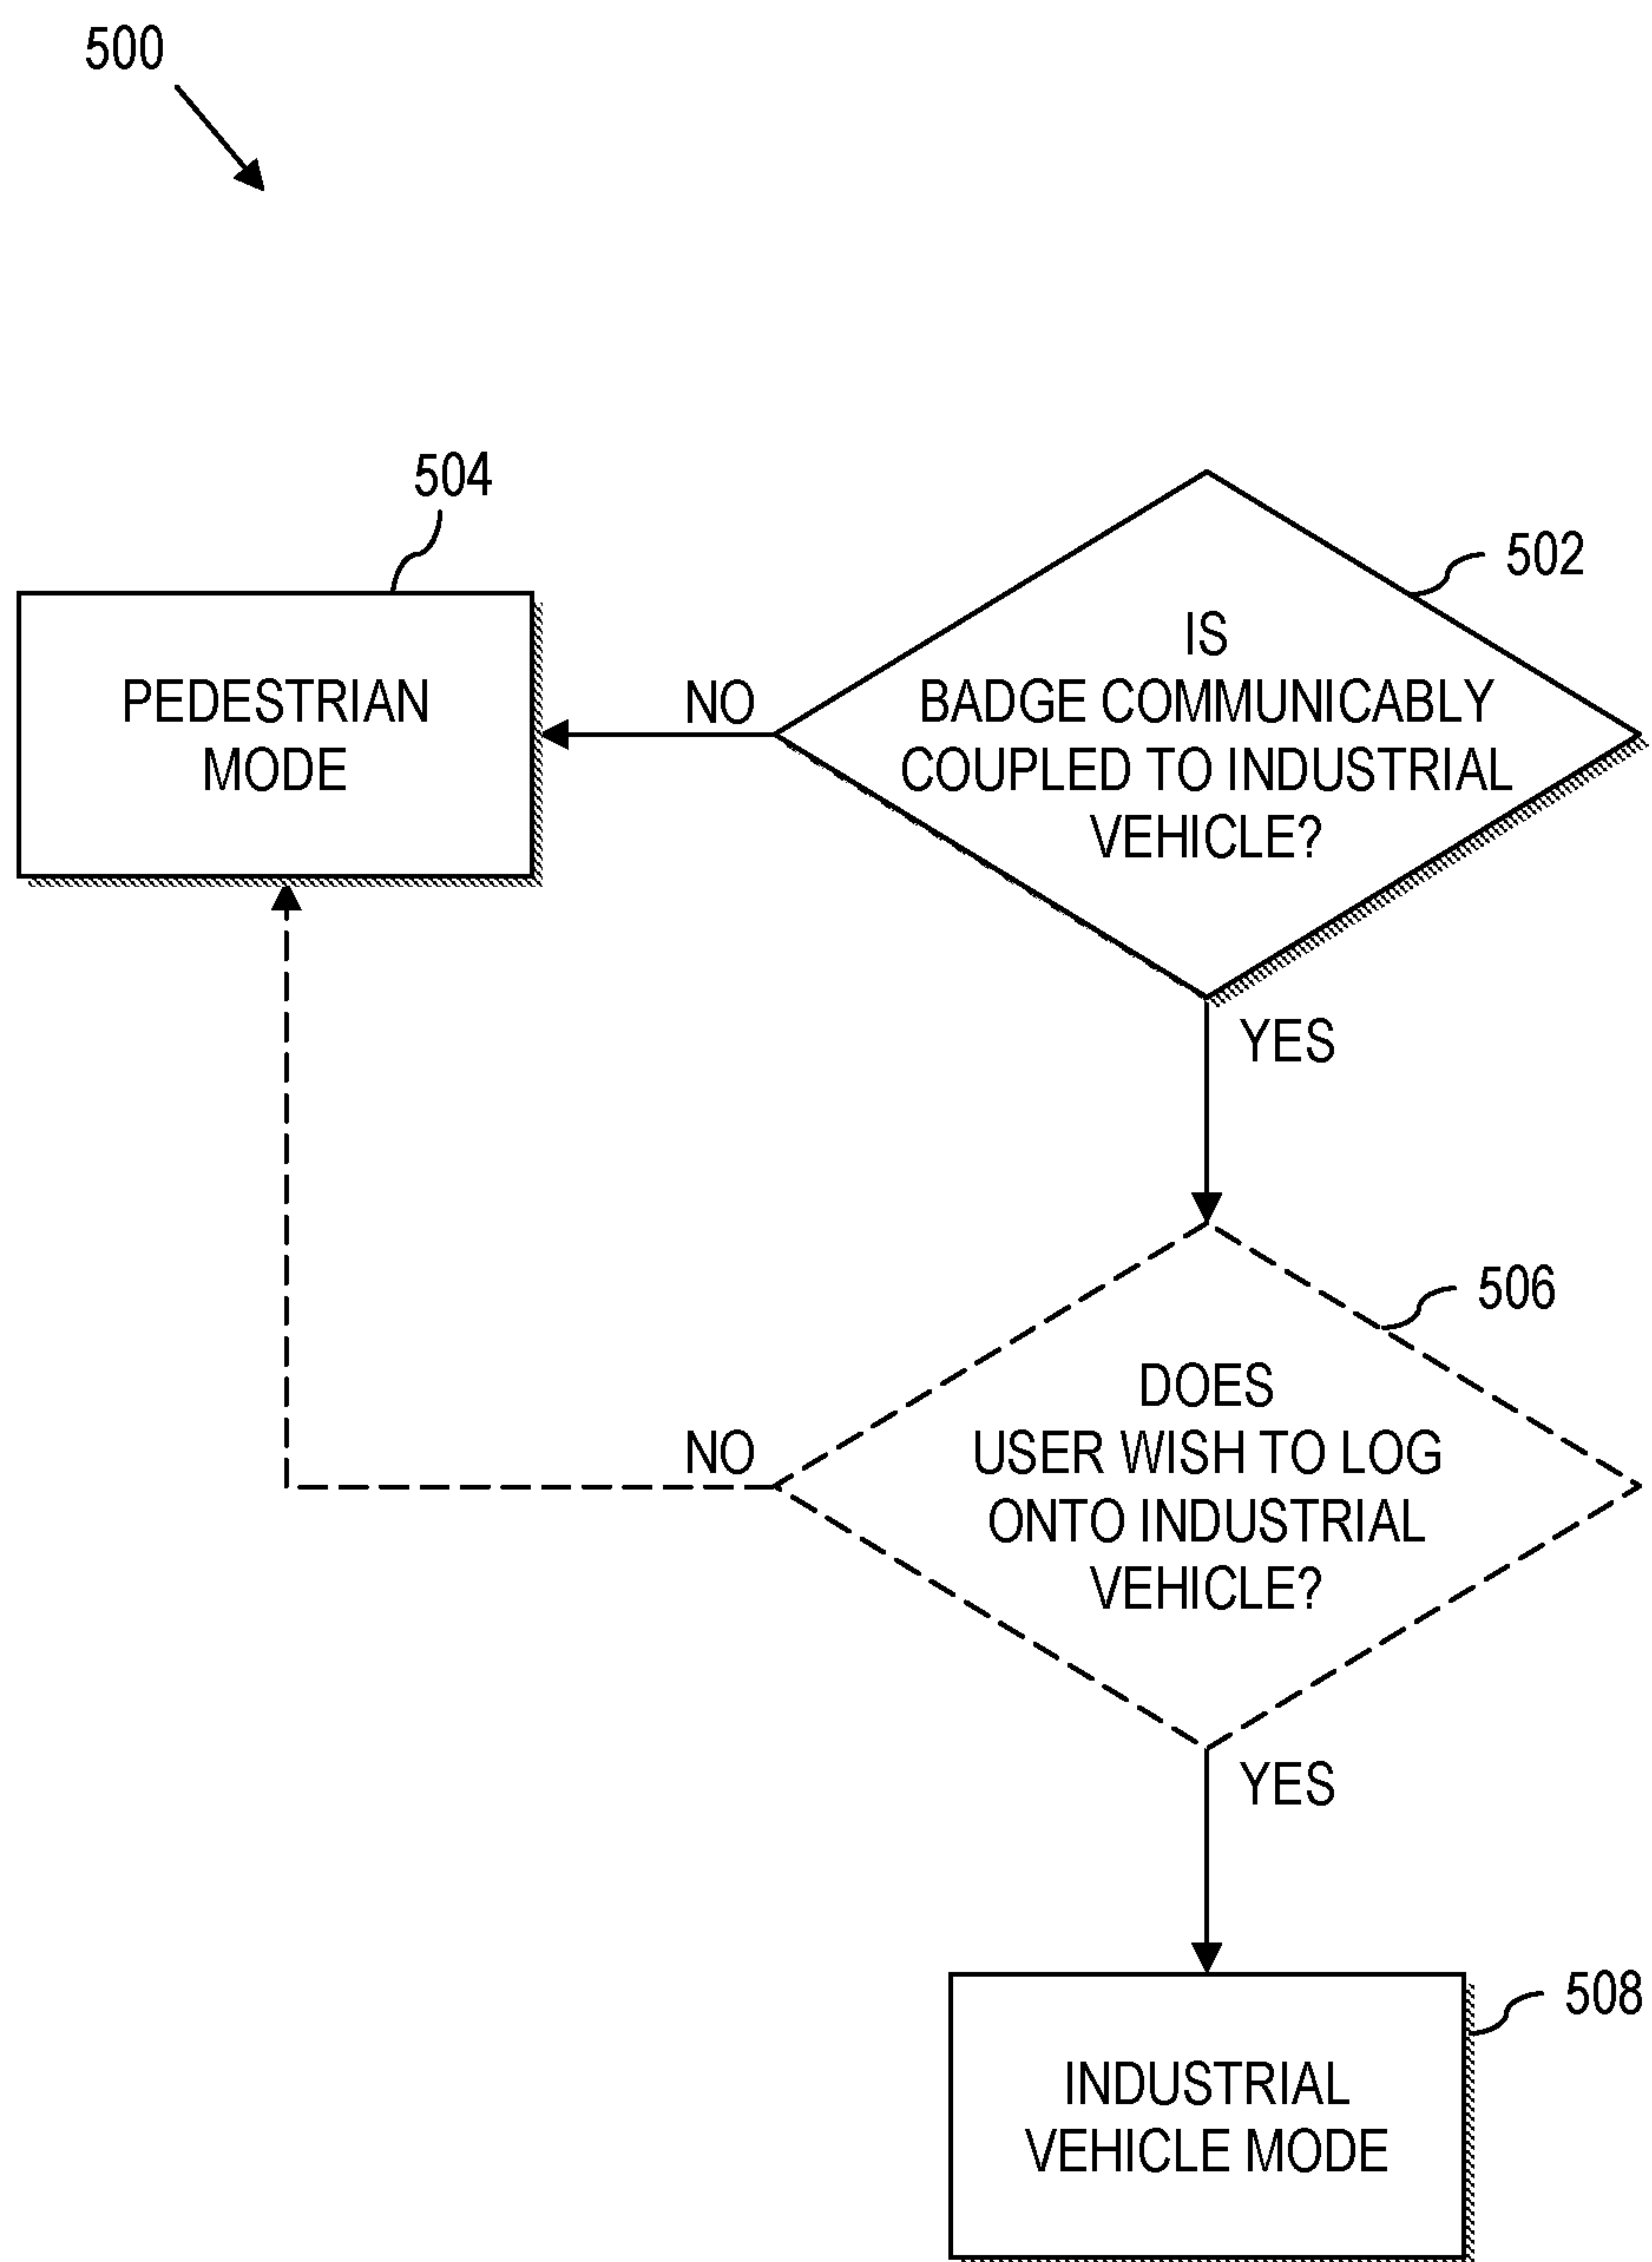 500
504
502
IS
BADGE COMMUNICABLY
COUPLED TO INDUSTRIAL
VEHICLE?
NO
PEDESTRIAN
MODE
YES
506
DOES
USER WISH TO LOG
ONTO INDUSTRIAL
VEHICLE?
NO
YES
508
INDUSTRIAL
VEHICLE MODE